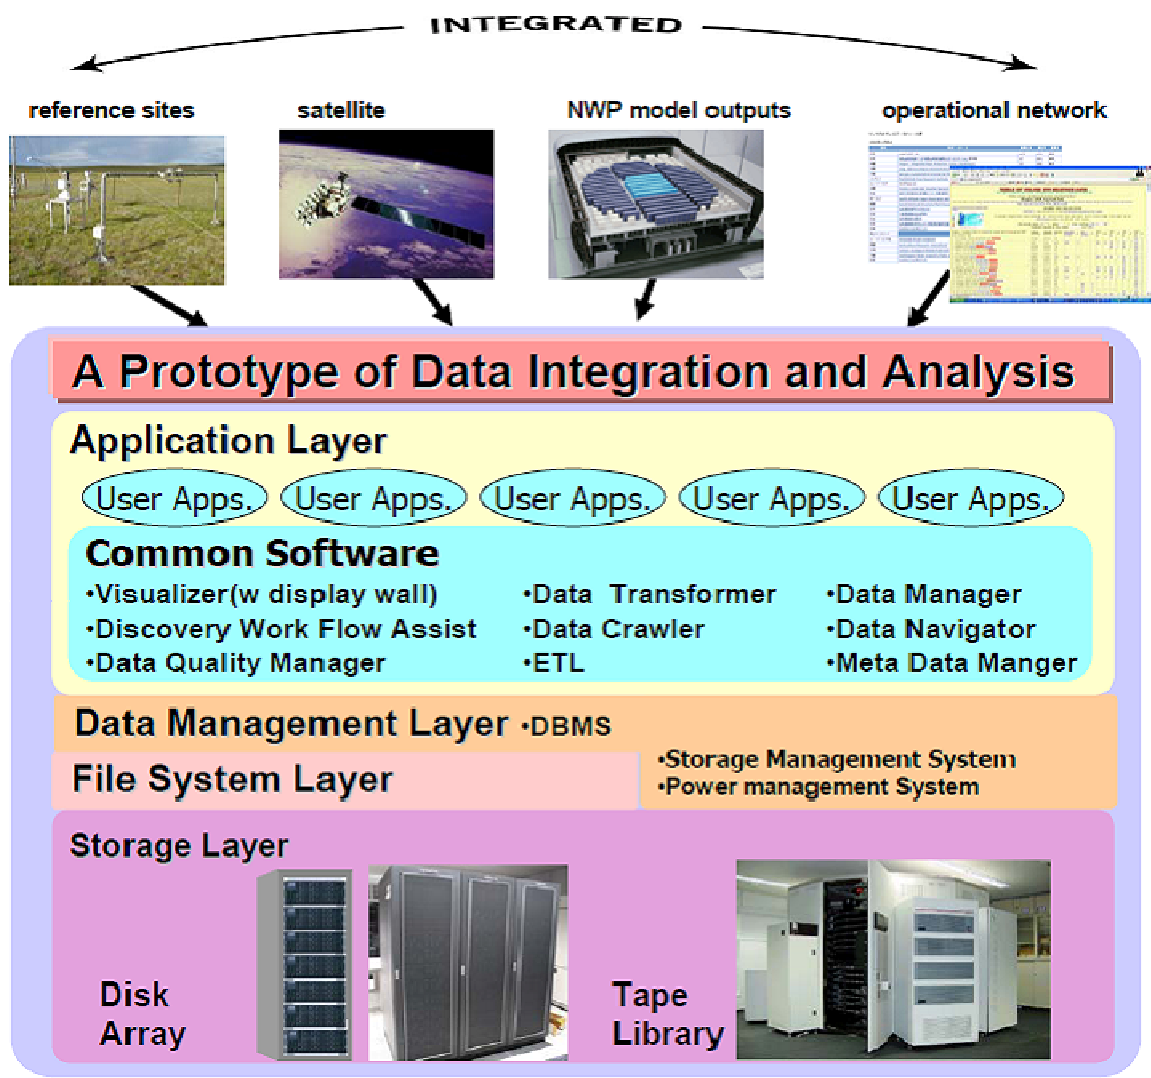 INTEGRATED
reference sites
satellite
NWP model outputs
operational network
A Prototype of Data Integration and Analysis
Application Layer
User Apps. User Apps. User Apps. User Apps. User Apps.
Common Software
•Visualizer(w display wall) •Data Transformer •Data Manager
•Discovery Work Flow Assist •Data Crawler •Data Navigator
•Data Quality Manager •ETL •Meta Data Manger
Data Management Layer •DBMS
•Storage Management System
•Power management System
File System Layer
Storage Layer
Disk
Array
Tape
Library